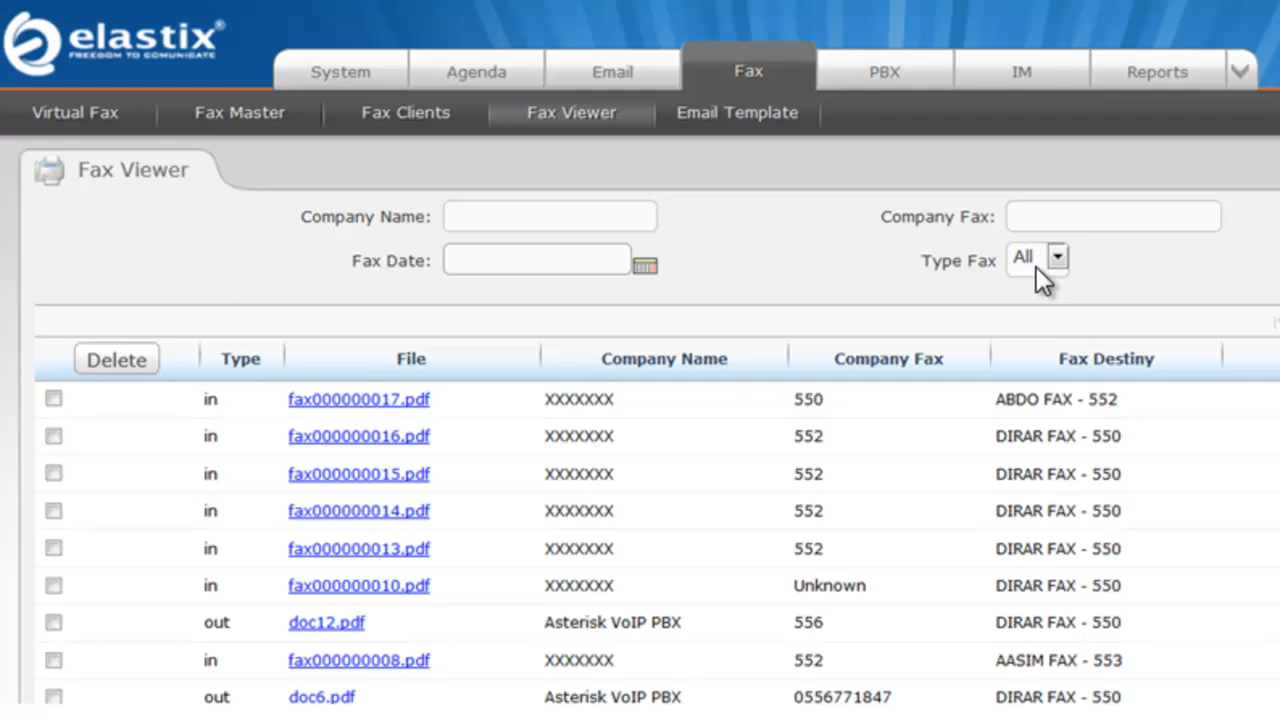 elastix®
FREEDOM TO COMUNICATE
System Agenda Email Fax PBX IM Reports
Virtual Fax Fax Master Fax Clients Fax Viewer Email Template
Fax Viewer
Company Name: Company Fax:
Fax Date: Type Fax All
Delete Type File Company Name Company Fax Fax Destiny
in fax000000017.pdf XXXXXXX 550 ABDO FAX - 552
in fax000000016.pdf XXXXXXX 552 DIRAR FAX - 550
in fax000000015.pdf XXXXXXX 552 DIRAR FAX - 550
in fax000000014.pdf XXXXXXX 552 DIRAR FAX - 550
in fax000000013.pdf XXXXXXX 552 DIRAR FAX - 550
in fax000000010.pdf XXXXXXX Unknown DIRAR FAX - 550
out doc12.pdf Asterisk VoIP PBX 556 DIRAR FAX - 550
in fax000000008.pdf XXXXXXX 552 AASIM FAX - 553
out doc6.pdf Asterisk VoIP PBX 0556771847 DIRAR FAX - 550